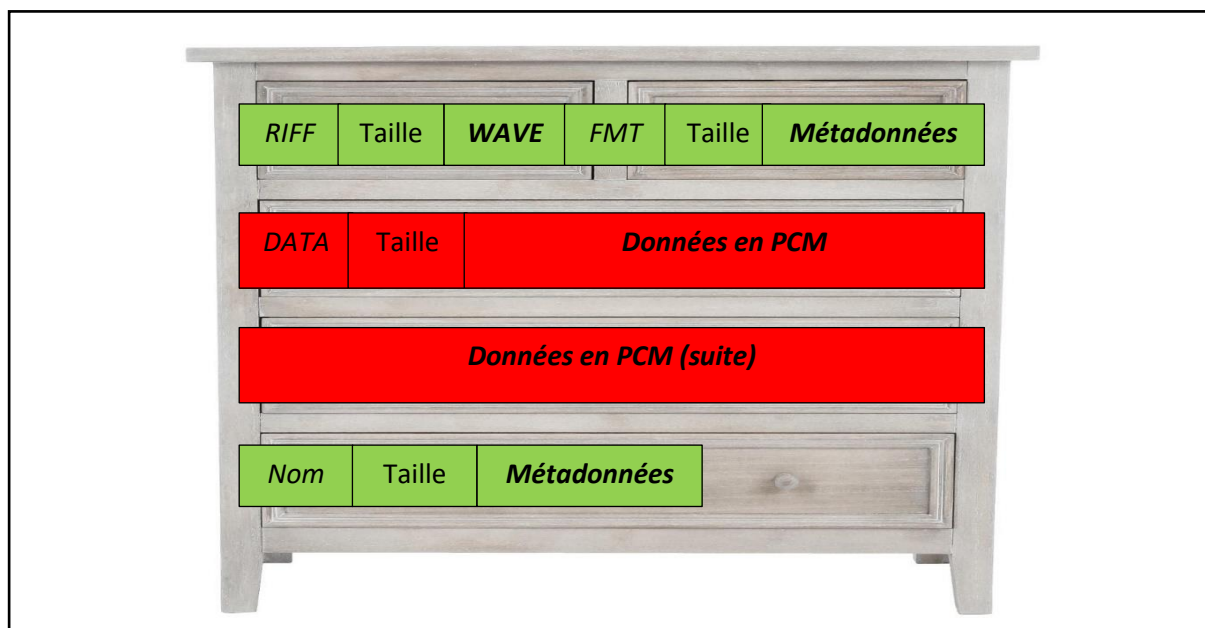 RIFF Taille WAVE FMT Taille Métadonnées
DATA Taille Données en PCM
Données en PCM (suite)
Nom Taille Métadonnées